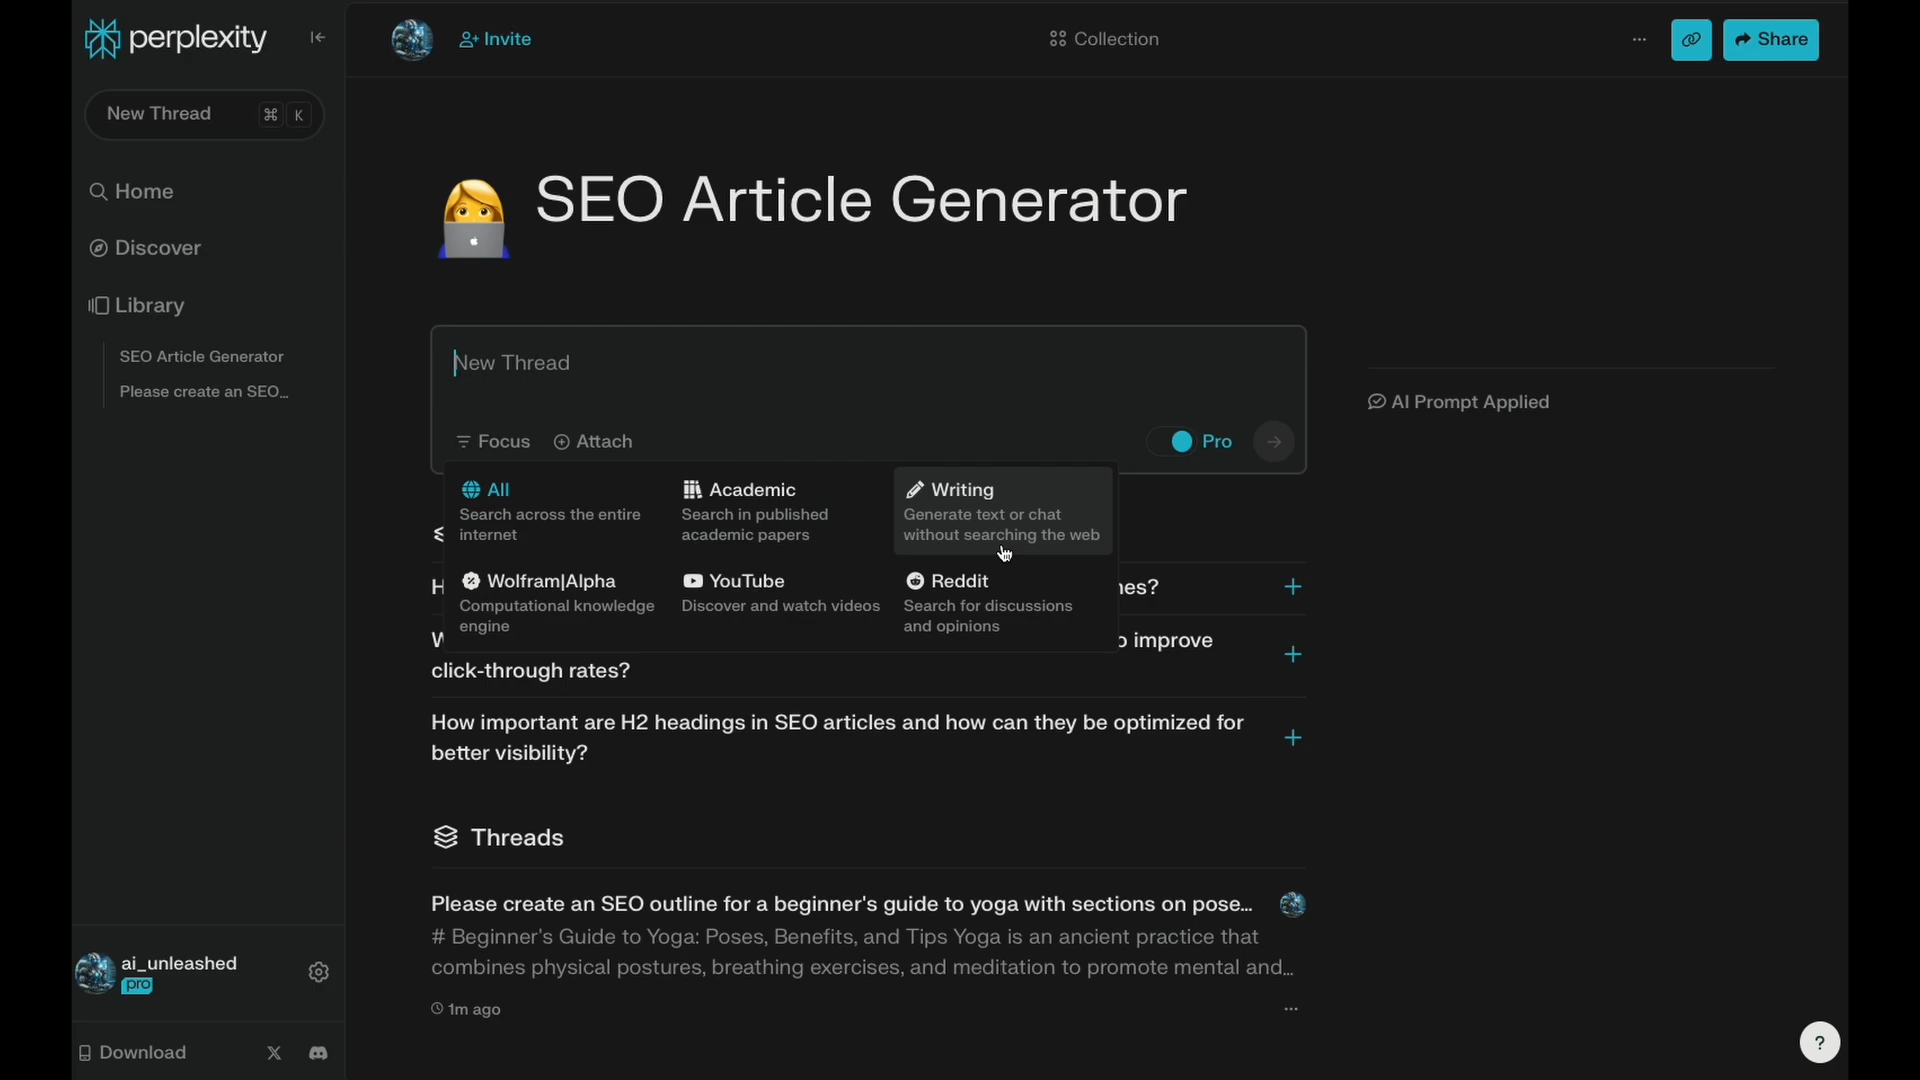 perplexity
New Thread ⌘ K
Home
Discover
Library
SEO Article Generator
Please create an SEO...
ai_unleashed
pro
Download
Invite
Collection
Share
SEO Article Generator
New Thread
Focus
Attach
Pro
AI Prompt Applied
All
Search across the entire
internet
Academic
Search in published
academic papers
Writing
Generate text or chat
without searching the web
Wolfram|Alpha
Computational knowledge
engine
YouTube
Discover and watch videos
Reddit
Search for discussions
and opinions
improve
click-through rates?
How important are H2 headings in SEO articles and how can they be optimized for
better visibility?
Threads
Please create an SEO outline for a beginner's guide to yoga with sections on pose...
# Beginner's Guide to Yoga: Poses, Benefits, and Tips Yoga is an ancient practice that
combines physical postures, breathing exercises, and meditation to promote mental and...
1m ago
?